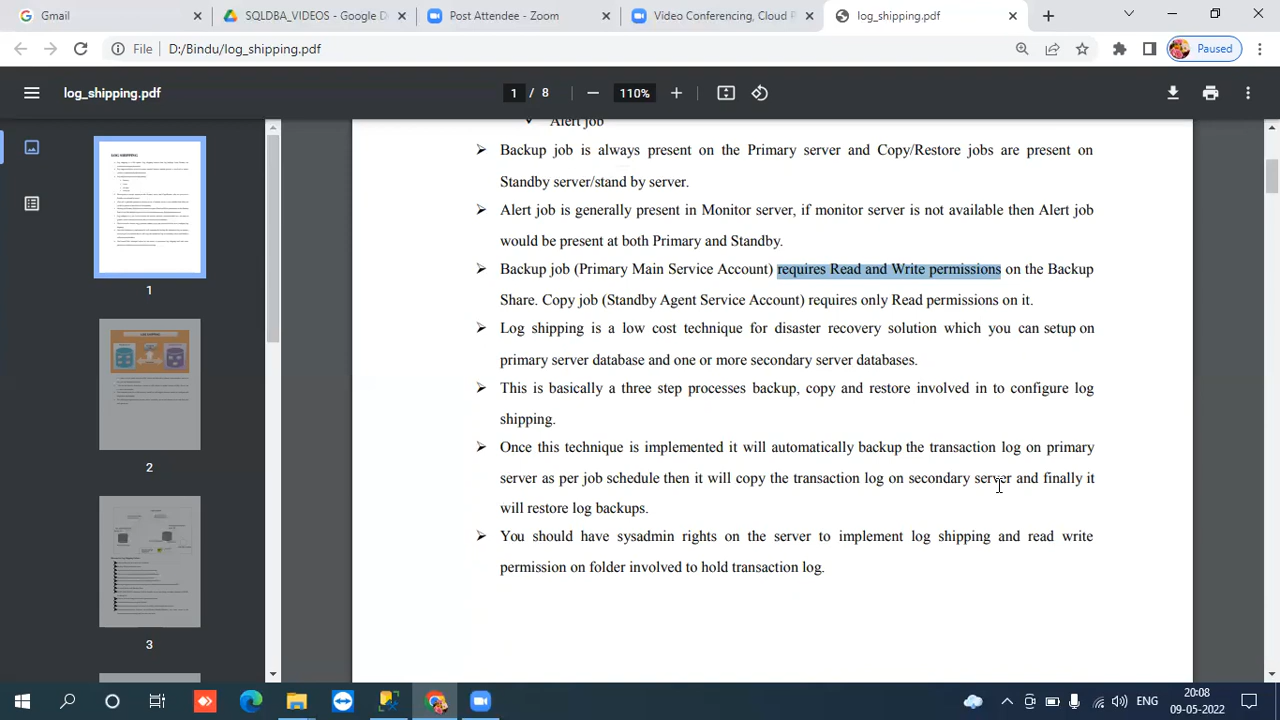 Gmail
SQLDBA_VIDEOS - Google D
Post Attendee - Zoom
Video Conferencing, Cloud P
log_shipping.pdf
File
D:/Bindu/log_shipping.pdf
Paused
log_shipping.pdf
1 / 8
110%
Alert job
Backup job is always present on the Primary server and Copy/Restore jobs are present on
Standby server/stand by server.
Alert job is generally present in Monitor server, if monitor server is not available than Alert job
would be present at both Primary and Standby.
Backup job (Primary Main Service Account) requires Read and Write permissions on the Backup
Share. Copy job (Standby Agent Service Account) requires only Read permissions on it.
Log shipping is a low cost technique for disaster recovery solution which you can setup on
primary server database and one or more secondary server databases.
This is basically a three step processes backup, copy and restore involved in to configure log
shipping.
Once this technique is implemented it will automatically backup the transaction log on primary
server as per job schedule then it will copy the transaction log on secondary server and finally it
will restore log backups.
You should have sysadmin rights on the server to implement log shipping and read write
permission on folder involved to hold transaction log.
1
2
3
ENG
20:08
09-05-2022